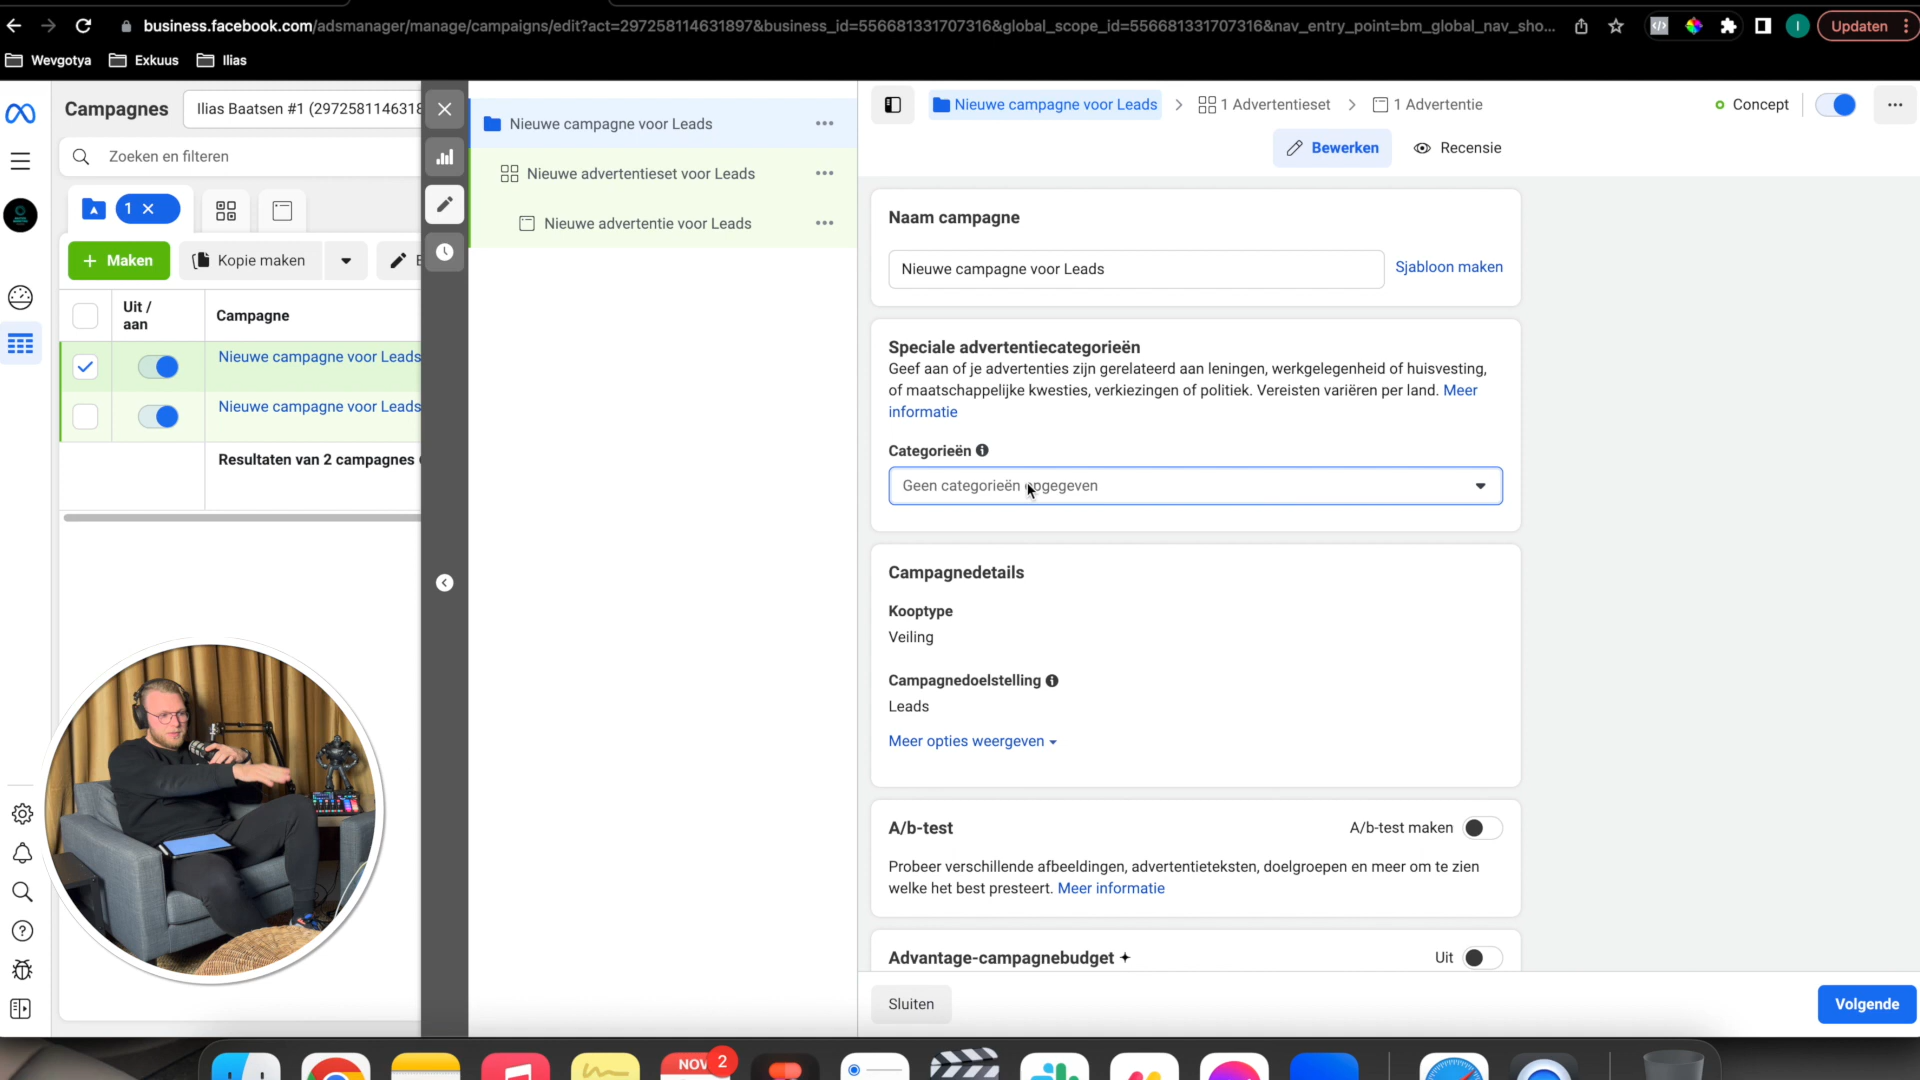 business.facebook.com/adsmanager/manage/campaigns/edit?act=297258114631897&business_id=556681331707316&global_scope_id=556681331707316&nav_entry_point=bm_global_nav_sho...
Updaten
Wevgotya
Exkuus
Ilias
Campagnes
Ilias Baatsen #1 (2972581146318
Zoeken en filteren
1
Maken
Kopie maken
Uit /
aan
Campagne
Nieuwe campagne voor Leads
Nieuwe campagne voor Leads
Resultaten van 2 campagnes
Nieuwe campagne voor Leads
Nieuwe advertentieset voor Leads
Nieuwe advertentie voor Leads
Nieuwe campagne voor Leads
1 Advertentieset
1 Advertentie
Concept
Bewerken
Recensie
Naam campagne
Nieuwe campagne voor Leads
Sjabloon maken
Speciale advertentiecategorieën
Geef aan of je advertenties zijn gerelateerd aan leningen, werkgelegenheid of huisvesting,
of maatschappelijke kwesties, verkiezingen of politiek. Vereisten variëren per land. Meer
informatie
Categorieën
Geen categorieën opgegeven
Campagnedetails
Kooptype
Veiling
Campagnedoelstelling
Leads
Meer opties weergeven
A/b-test
A/b-test maken
Probeer verschillende afbeeldingen, advertentieteksten, doelgroepen en meer om te zien
welke het best presteert. Meer informatie
Advantage-campagnebudget
Uit
Sluiten
Volgende
NOV
2